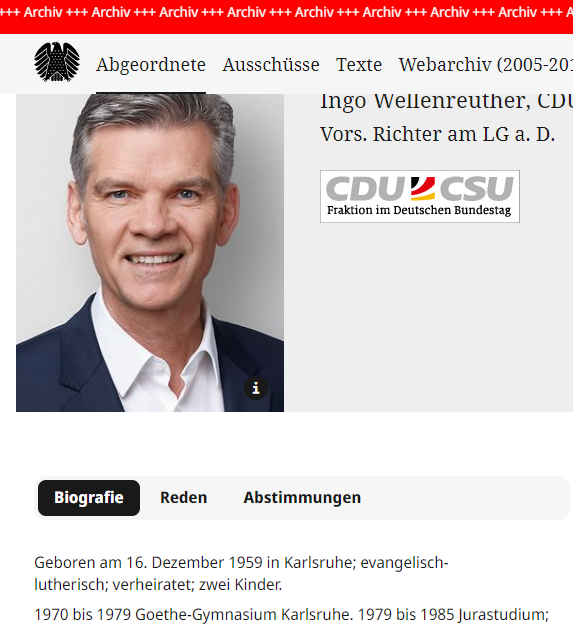 +++ Archiv +++ Archiv +++ Archiv +++ Archiv +++ Archiv +++ Archiv +++ Archiv +++ Archiv +++
Abgeordnete Ausschüsse Texte Webarchiv (2005-201
Ingo Wellenreuther, CDU
Vors. Richter am LG a. D.
CDU CSU
Fraktion im Deutschen Bundestag
i
Biografie Reden Abstimmungen
Geboren am 16. Dezember 1959 in Karlsruhe; evangelisch-
lutherisch; verheiratet; zwei Kinder.
1970 bis 1979 Goethe-Gymnasium Karlsruhe. 1979 bis 1985 Jurastudium;